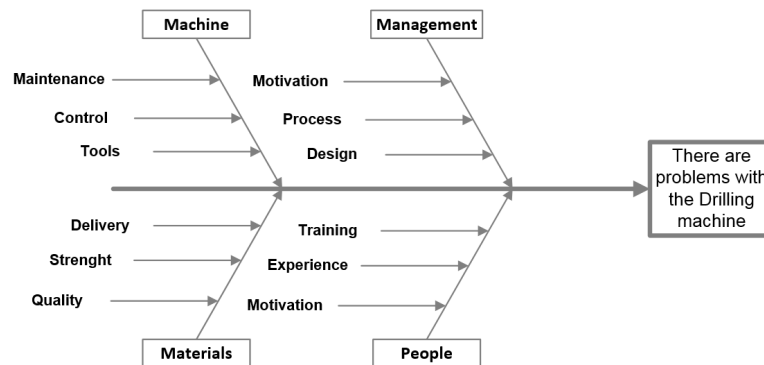 Machine
Management
Maintenance
Motivation
Control
Process
Tools
Design
There are
problems with
the Drilling
machine
Delivery
Training
Strenght
Experience
Quality
Motivation
Materials
People